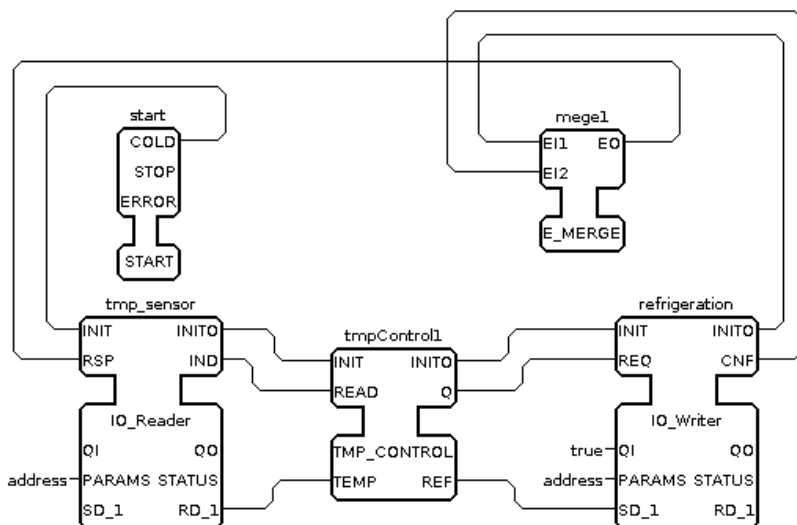 start
COLD
STOP
ERROR
START
mege1
EI1 EO
EI2
E_MERGE
tmp_sensor
INIT INITO
RSP IND
IO_Reader
QI QO
address PARAMS STATUS
SD_1 RD_1
tmpControl1
INIT INITO
READ Q
TMP_CONTROL
TEMP REF
refrigeration
INIT INITO
REQ CNF
IO_Writer
true QI QO
address PARAMS STATUS
SD_1 RD_1